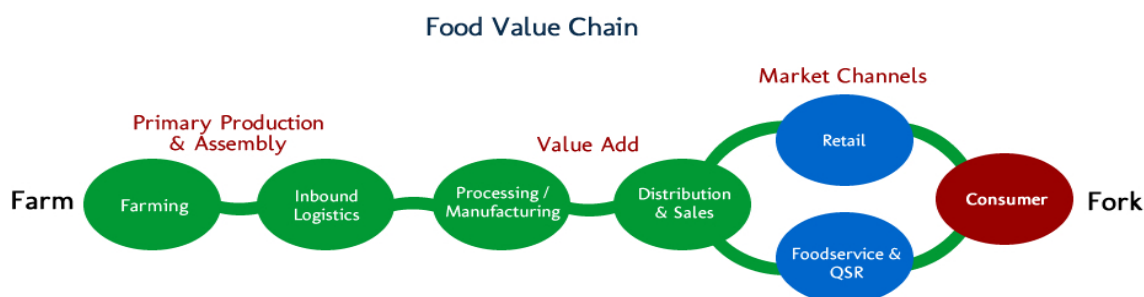 Food Value Chain
Market Channels
Primary Production
& Assembly
Value Add
Retail
Farm
Farming
Inbound
Logistics
Processing /
Manufacturing
Distribution
& Sales
Consumer
Fork
Foodservice &
QSR